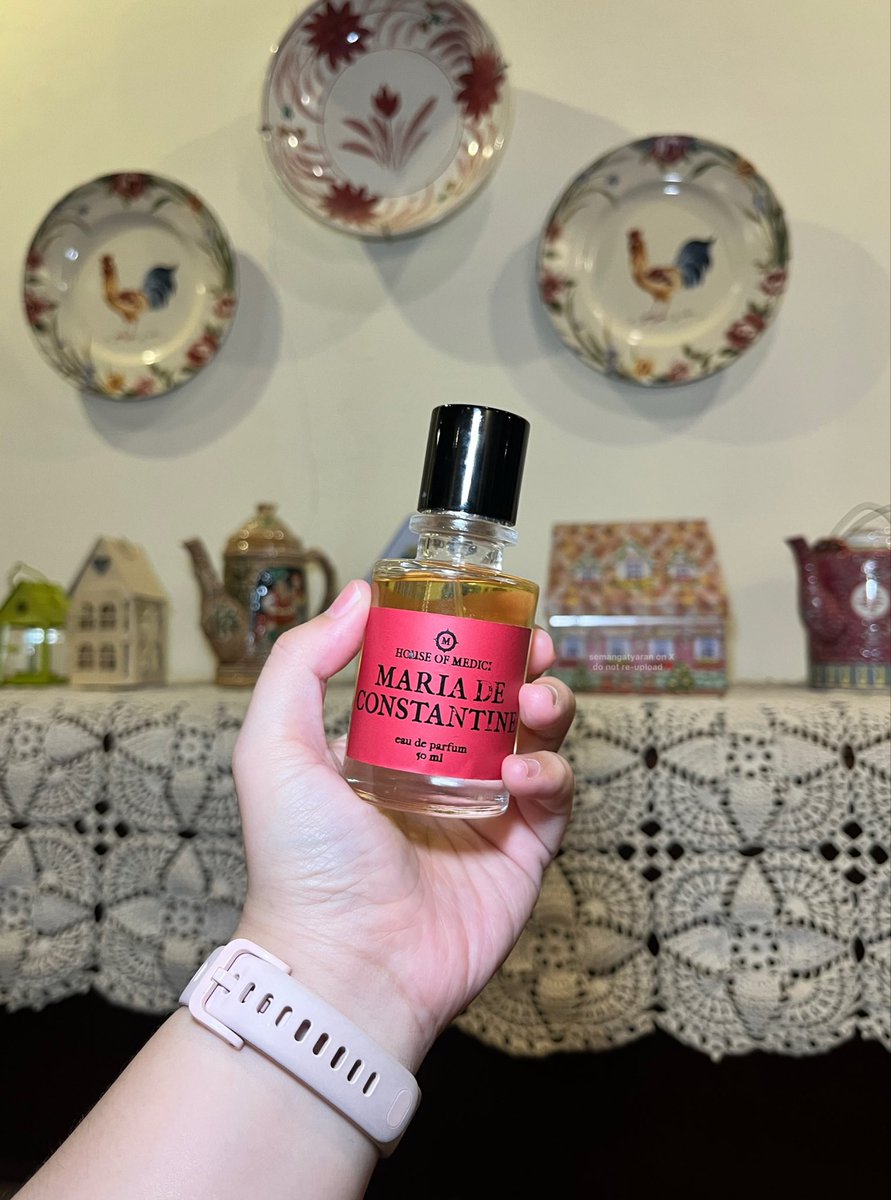 M
HOUSE OF MEDICI
MARIA DE
CONSTANTINE
eau de parfum
50 ml
semangatyaran on X
do not re-upload